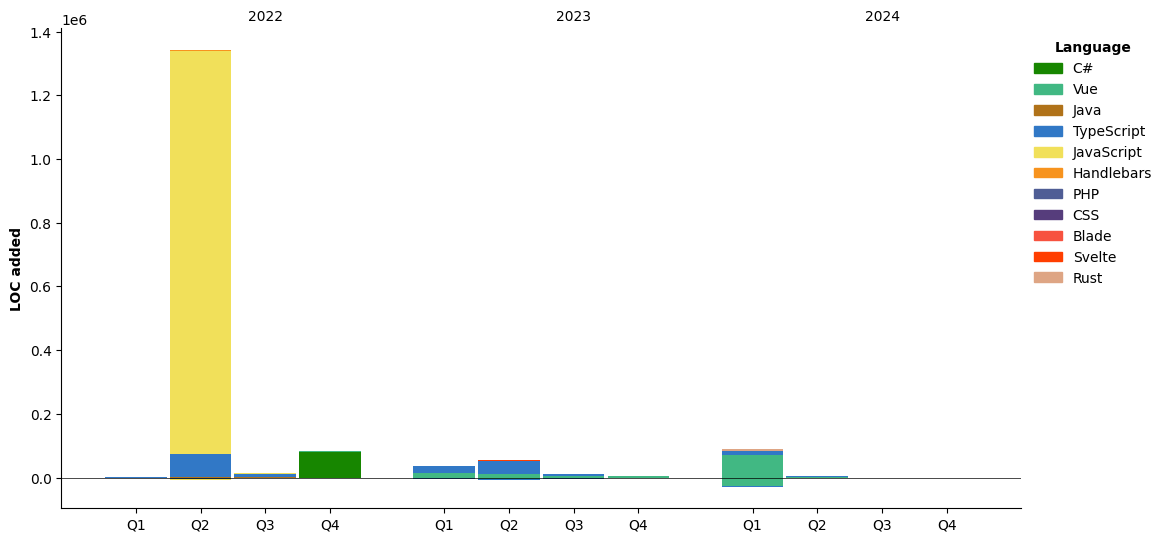 2022 2023 2024
1e6
1.4
1.2
1.0
0.8
0.6
0.4
0.2
0.0
LOC added
Q1 Q2 Q3 Q4 Q1 Q2 Q3 Q4 Q1 Q2 Q3 Q4
Language
C#
Vue
Java
TypeScript
JavaScript
Handlebars
PHP
CSS
Blade
Svelte
Rust